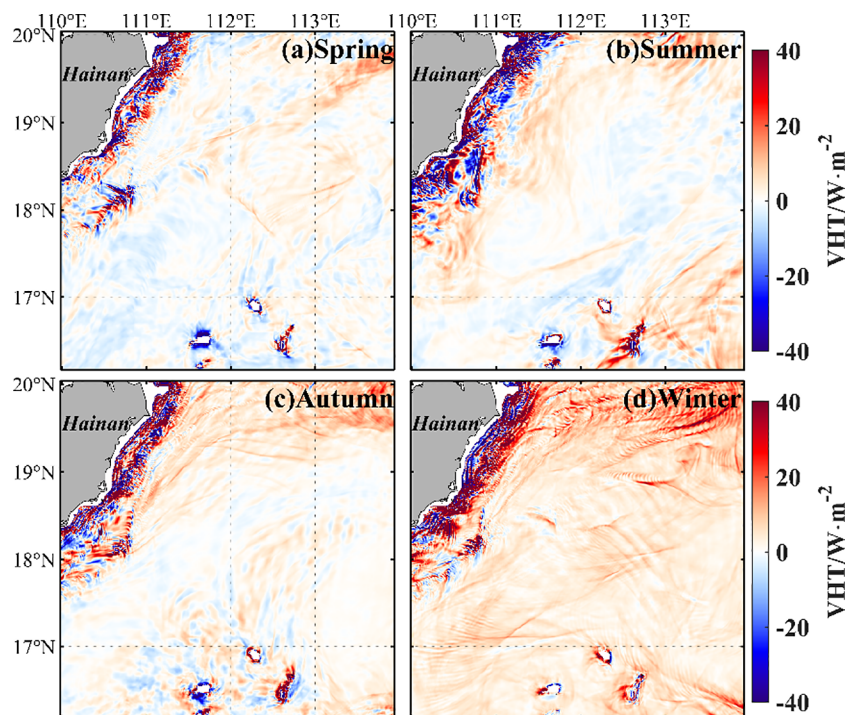 110°E 111°E 112°E 113°E 110°E 111°E 112°E 113°E
20°N
(a)Spring
(b)Summer
Hainan
Hainan
19°N
18°N
17°N
40
20
0
-20
-40
VHT/W·m-2
20°N
(c)Autumn
(d)Winter
Hainan
Hainan
19°N
18°N
17°N
40
20
0
-20
-40
VHT/W·m-2